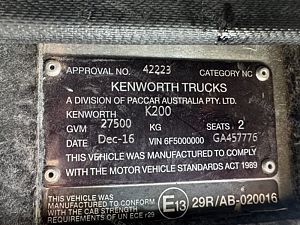 APPROVAL NO. 42223 CATEGORY NC
KENWORTH TRUCKS
A DIVISION OF PACCAR AUSTRALIA PTY. LTD.
KENWORTH K200
GVM 27500 KG SEATS 2
DATE Dec-16 VIN 6F5000000 GA457776
THIS VEHICLE WAS MANUFACTURED TO COMPLY
WITH THE MOTOR VEHICLE STANDARDS ACT 1989
THIS VEHICLE WAS
MANUFACTURED TO CONFORM
WITH THE CAB STRENGTH
REQUIREMENTS OF UN ECE r29
E13 29R/AB-020016